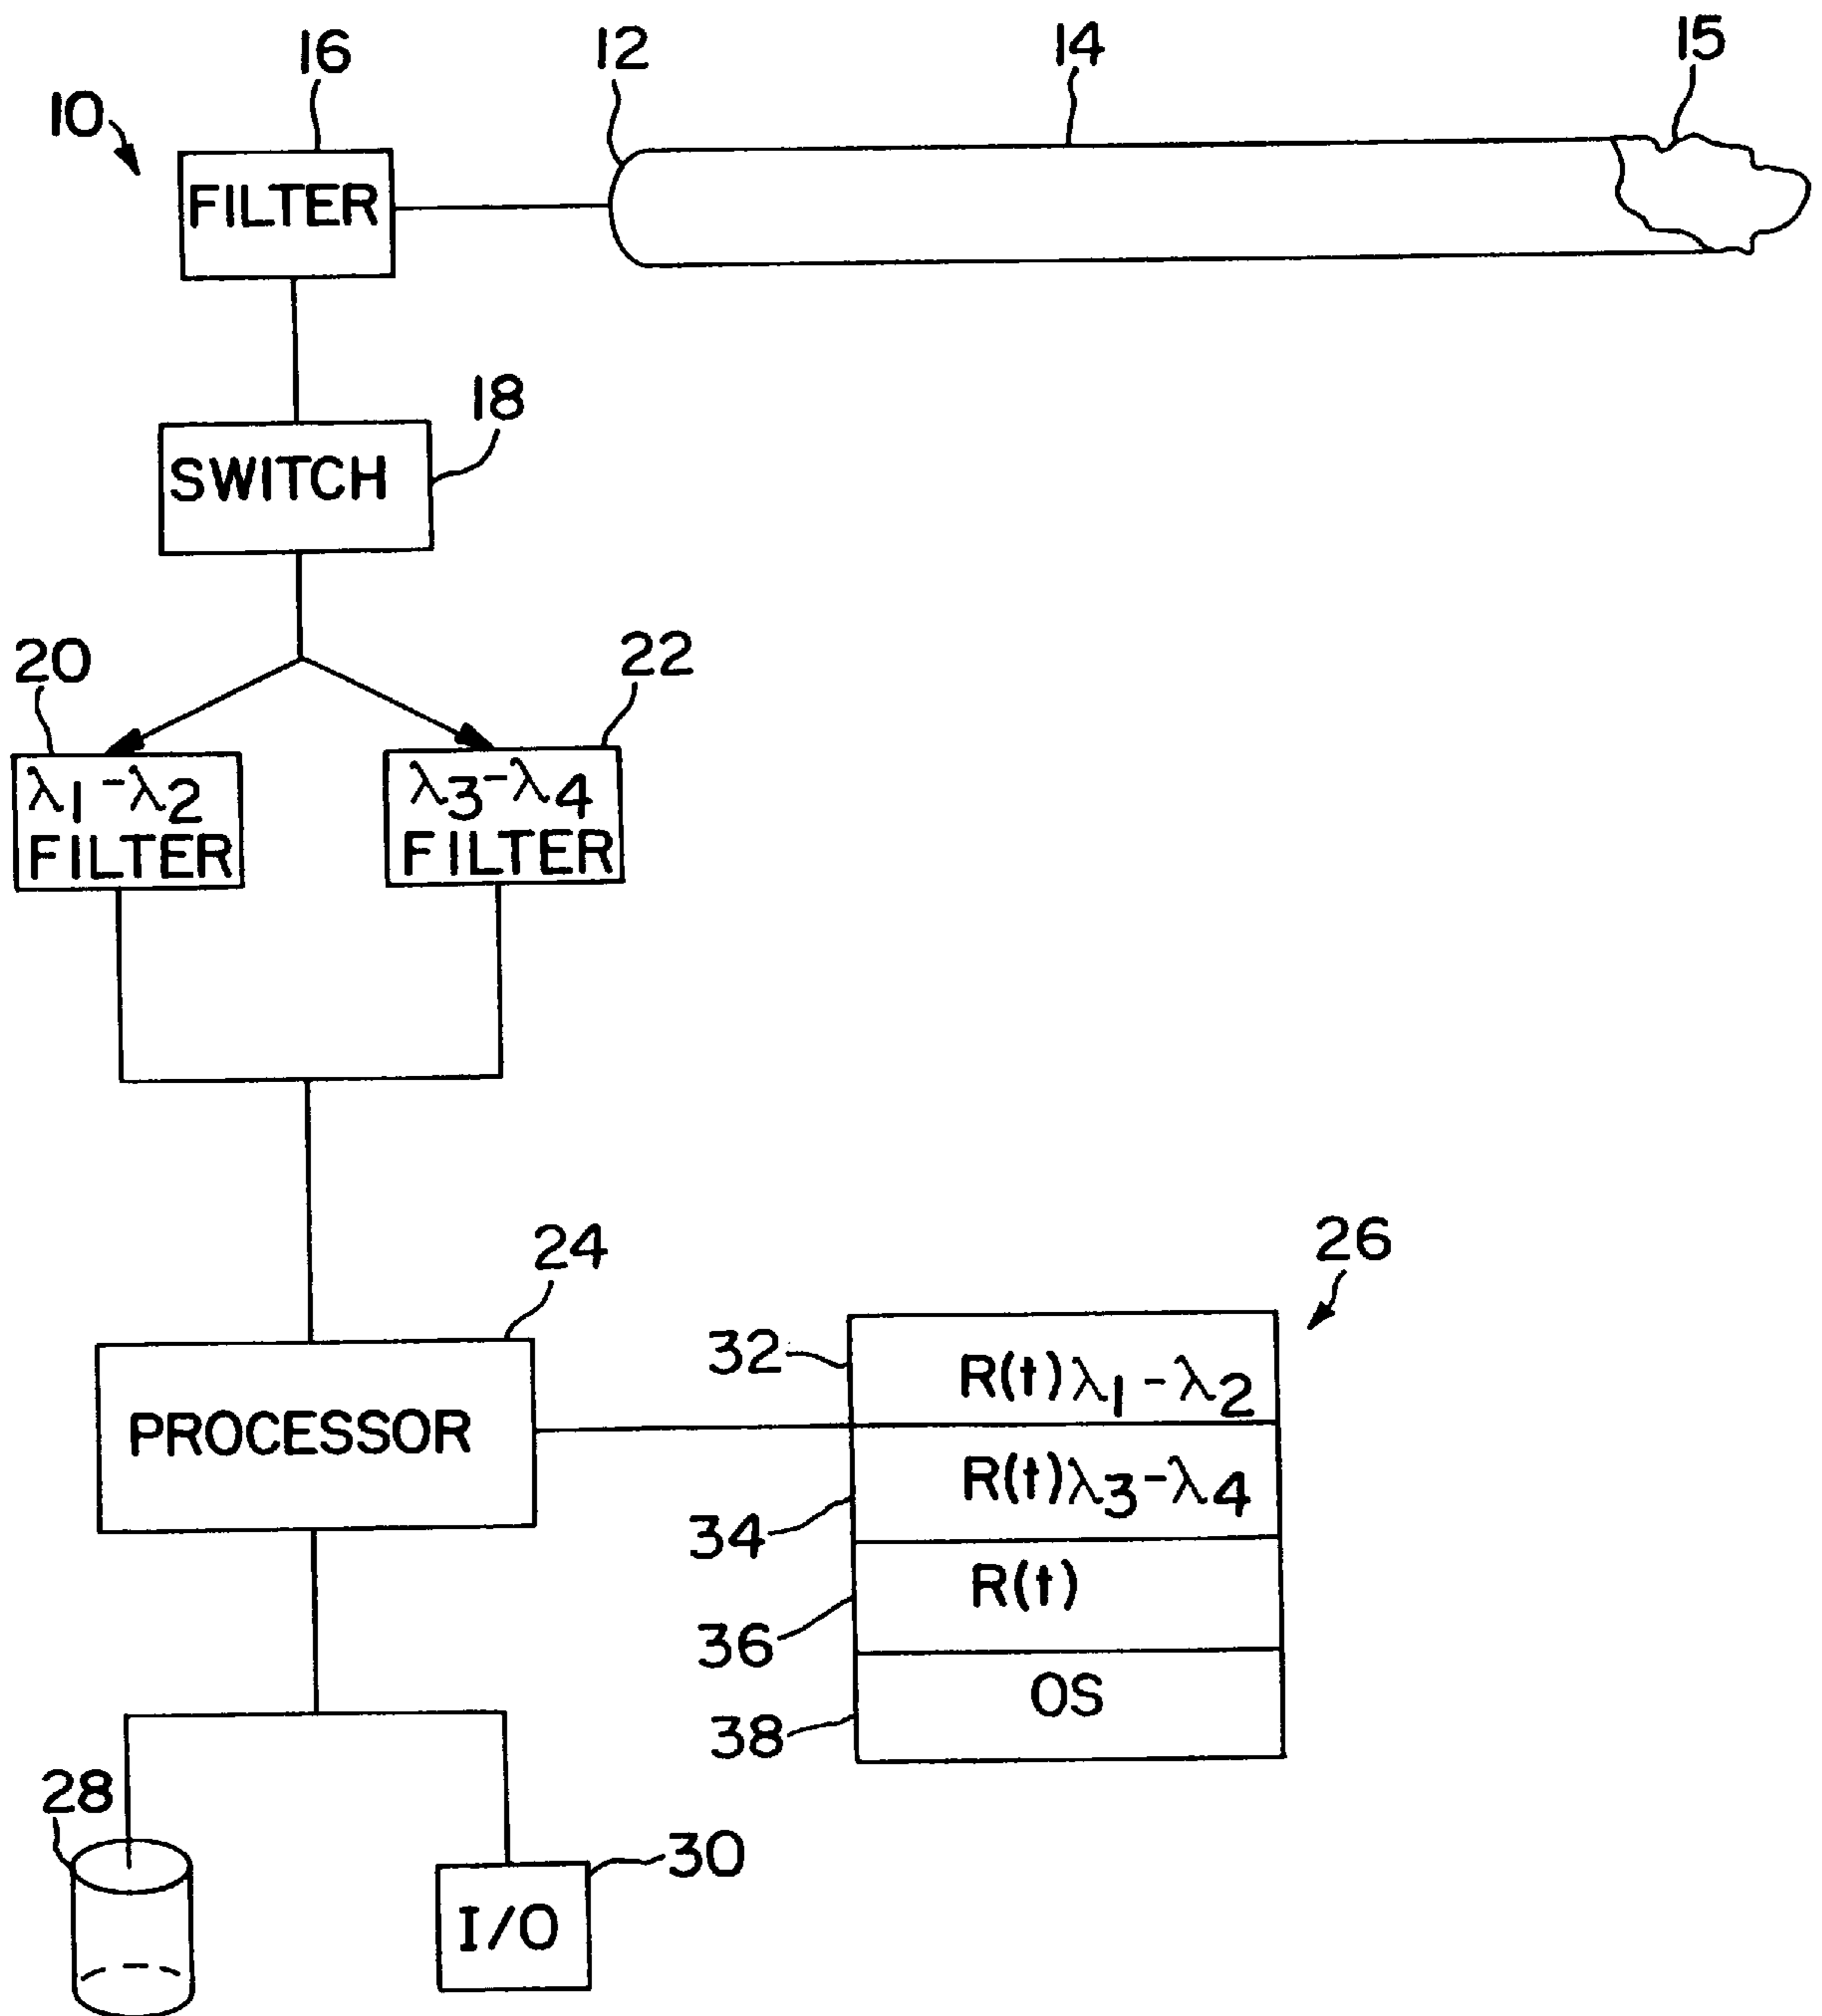 16
12
14
15
10
FILTER
18
SWITCH
20
22
λ1-λ2
FILTER
λ3-λ4
FILTER
24
26
PROCESSOR
32
R(t)λ1-λ2
34
R(t)λ3-λ4
36
R(t)
38
OS
28
30
I/O